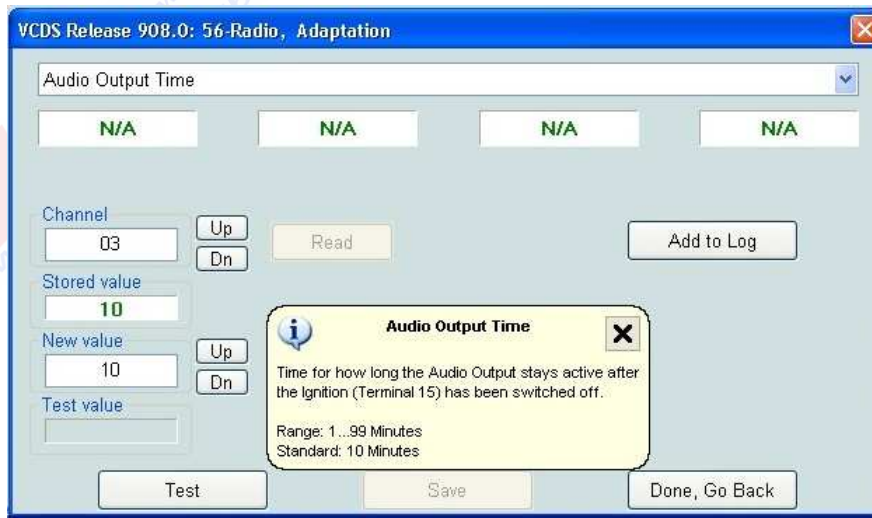 VCDS Release 908.0: 56-Radio, Adaptation
Audio Output Time
N/A N/A N/A N/A
Channel
03
Up
Dn
Read
Add to Log
Stored value
10
New value
10
Up
Dn
Test value
Audio Output Time
Time for how long the Audio Output stays active after
the Ignition (Terminal 15) has been switched off.
Range: 1...99 Minutes
Standard: 10 Minutes
Test
Save
Done, Go Back